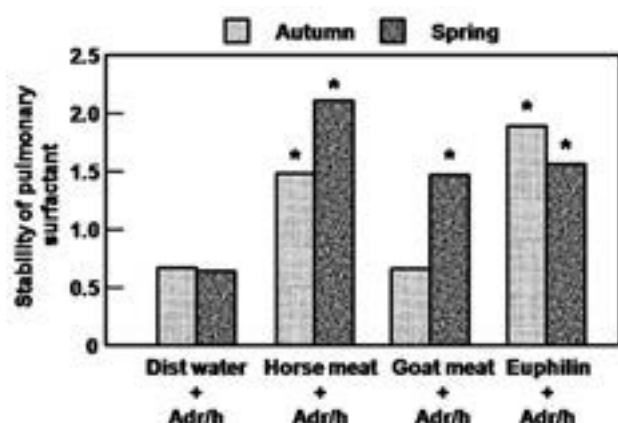 Autumn Spring
Stability of pulmonary
surfactant
2.5
2.0
1.5
1.0
0.5
0
* * * * *
Dist water Horse meat Goat meat Euphilin
+ + + +
Adr/h Adr/h Adr/h Adr/h